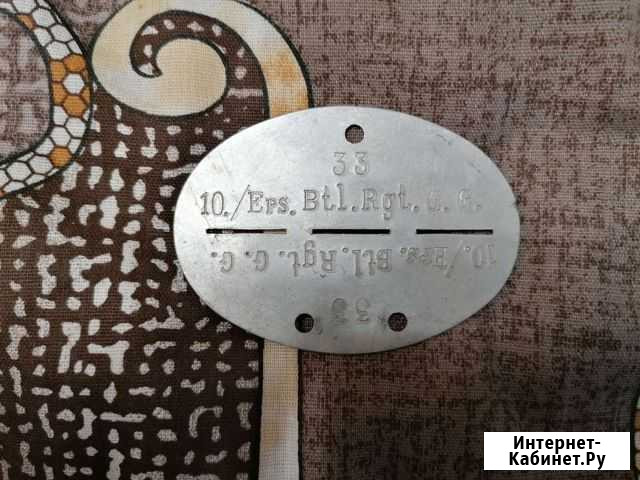 33
10./Ers. Btl.Rgt. G. G.
10./Ers. Btl.Rgt. G. G.
33
Интернет-
Кабинет.Ру